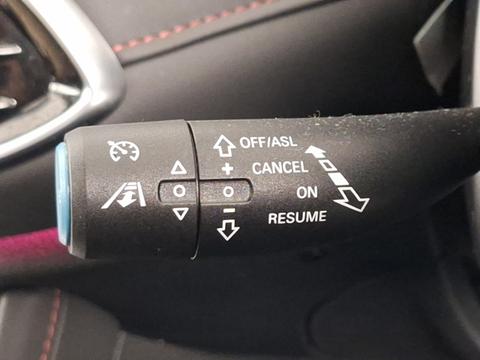 OFF/ASL
+ CANCEL
ON
- RESUME